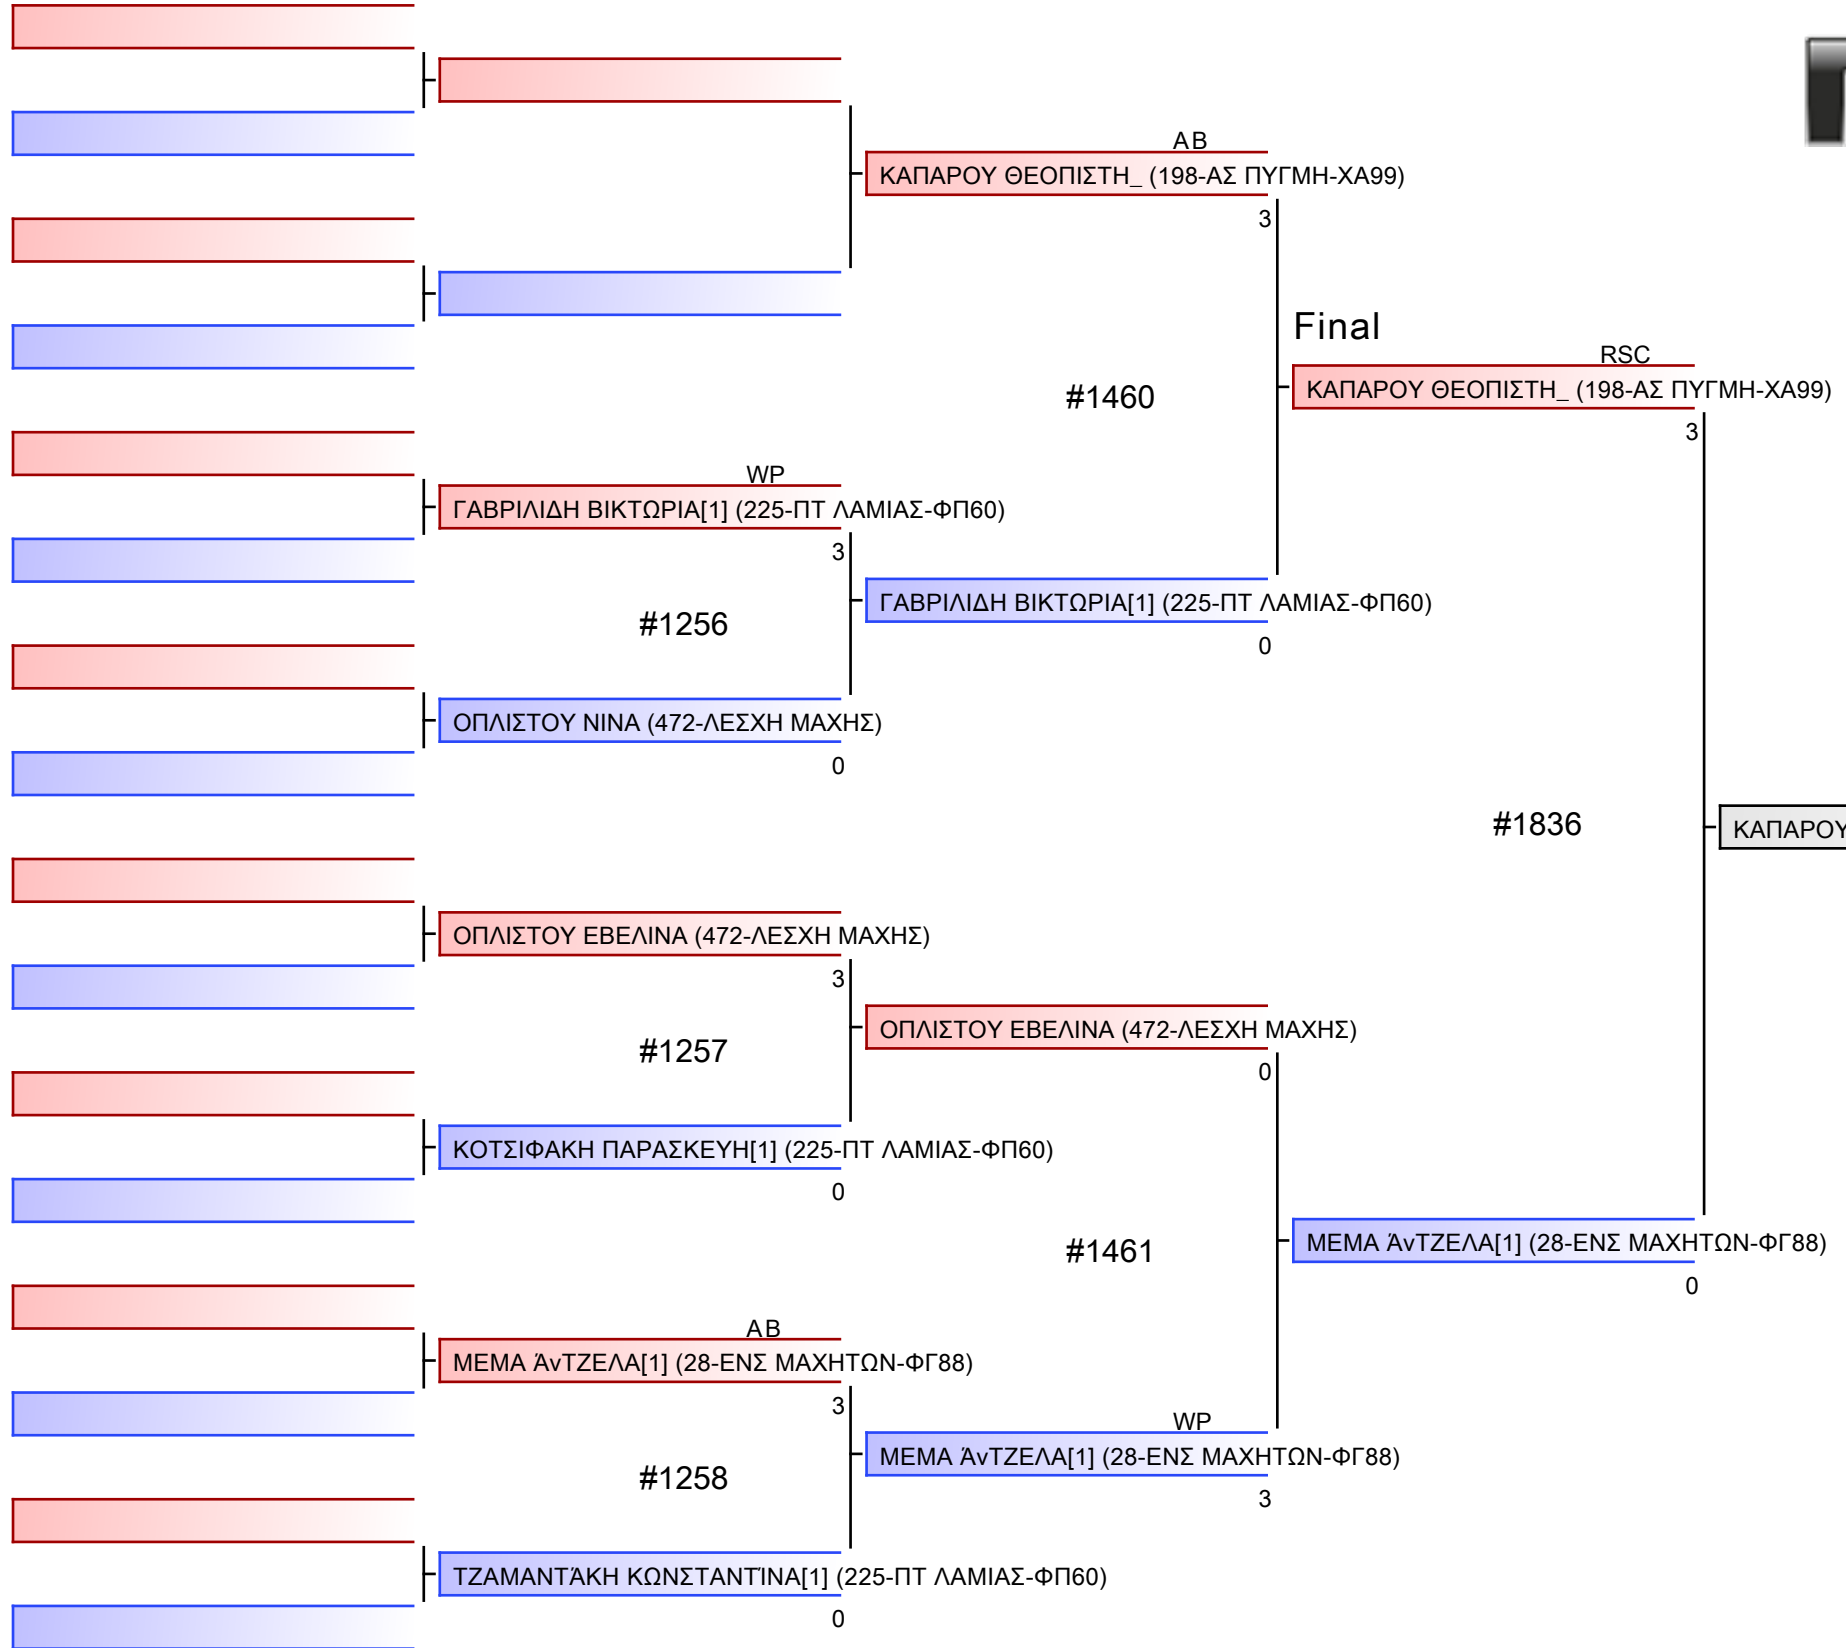 AB
ΚΑΠΑΡΟΥ ΘΕΟΠΙΣΤΗ_ (198-ΑΣ ΠΥΓΜΗ-ΧΑ99)
3
Final
RSC
#1460
ΚΑΠΑΡΟΥ ΘΕΟΠΙΣΤΗ_ (198-ΑΣ ΠΥΓΜΗ-ΧΑ99)
3
WP
ΓΑΒΡΙΛΙΔΗ ΒΙΚΤΩΡΙΑ[1] (225-ΠΤ ΛΑΜΙΑΣ-ΦΠ60)
3
#1256
ΓΑΒΡΙΛΙΔΗ ΒΙΚΤΩΡΙΑ[1] (225-ΠΤ ΛΑΜΙΑΣ-ΦΠ60)
0
ΟΠΛΙΣΤΟΥ ΝΙΝΑ (472-ΛΕΣΧΗ ΜΑΧΗΣ)
0
#1836
ΚΑΠΑΡΟΥ
ΟΠΛΙΣΤΟΥ ΕΒΕΛΙΝΑ (472-ΛΕΣΧΗ ΜΑΧΗΣ)
3
#1257
ΟΠΛΙΣΤΟΥ ΕΒΕΛΙΝΑ (472-ΛΕΣΧΗ ΜΑΧΗΣ)
0
ΚΟΤΣΙΦΑΚΗ ΠΑΡΑΣΚΕΥΗ[1] (225-ΠΤ ΛΑΜΙΑΣ-ΦΠ60)
0
#1461
ΜΕΜΑ ΆνΤΖΕΛΑ[1] (28-ΕΝΣ ΜΑΧΗΤΩΝ-ΦΓ88)
0
AB
ΜΕΜΑ ΆνΤΖΕΛΑ[1] (28-ΕΝΣ ΜΑΧΗΤΩΝ-ΦΓ88)
3
WP
#1258
ΜΕΜΑ ΆνΤΖΕΛΑ[1] (28-ΕΝΣ ΜΑΧΗΤΩΝ-ΦΓ88)
3
ΤΖΑΜΑΝΤΆΚΗ ΚΩΝΣΤΑΝΤΊΝΑ[1] (225-ΠΤ ΛΑΜΙΑΣ-ΦΠ60)
0